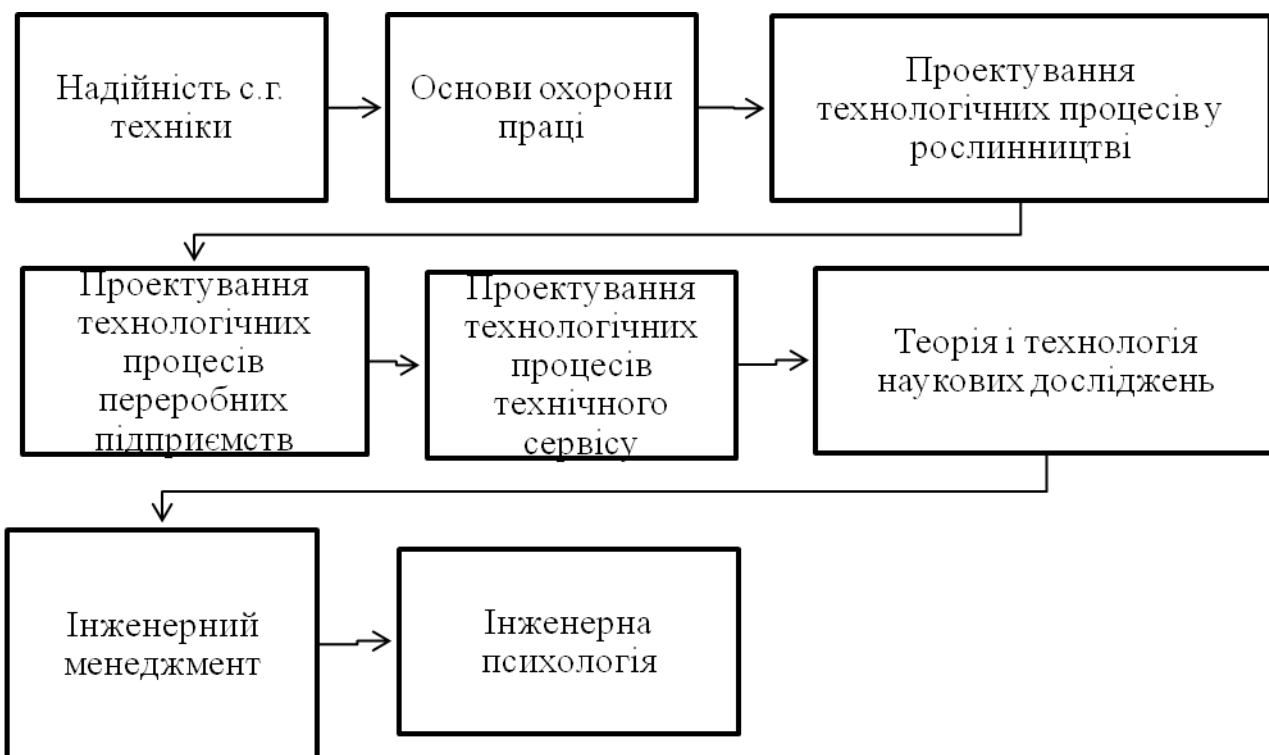 Надійність с.г.
техніки
Основи охорони
праці
Проектування
технологічних процесів у
рослинництві
Проектування
технологічних
процесів
переробних
підприємств
Проектування
технологічних
процесів
технічного
сервісу
Теорія і технологія
наукових досліджень
Інженерний
менеджмент
Інженерна
психологія